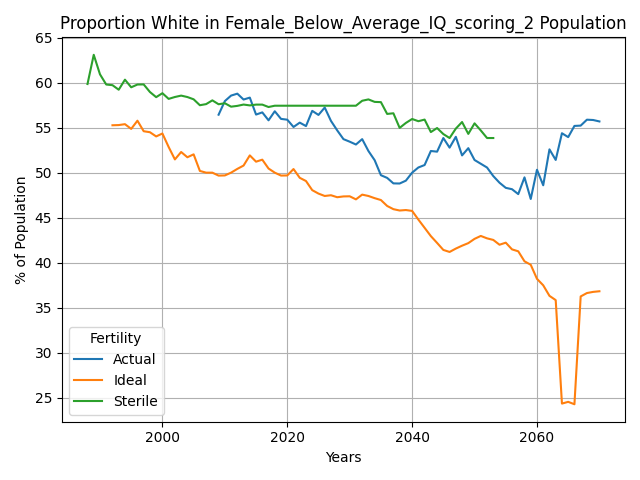 Proportion White in Female_Below_Average_IQ_scoring_2 Population
65
60
55
50
45
40
35
30
25
% of Population
Fertility
Actual
Ideal
Sterile
2000
2020
2040
2060
Years